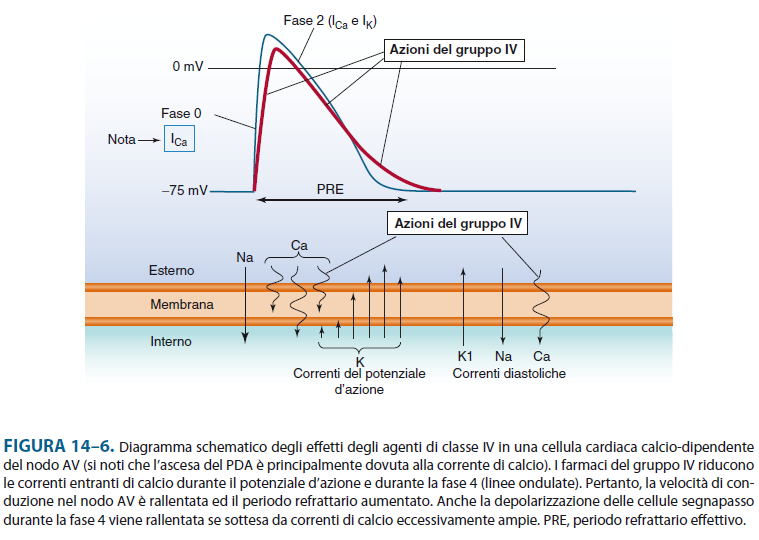 Fase 2 (ICa e IK)
Azioni del gruppo IV
0 mV
Fase 0
Nota
ICa
–75 mV
PRE
Azioni del gruppo IV
Na
Ca
Esterno
Membrana
Interno
K
K1 Na Ca
Correnti del potenziale
d'azione
Correnti diastoliche
FIGURA 14–6. Diagramma schematico degli effetti degli agenti di classe IV in una cellula cardiaca calcio-dipendente
del nodo AV (si noti che l'ascesa del PDA è principalmente dovuta alla corrente di calcio). I farmaci del gruppo IV riducono
le correnti entranti di calcio durante il potenziale d'azione e durante la fase 4 (linee ondulate). Pertanto, la velocità di con-
duzione nel nodo AV è rallentata ed il periodo refrattario aumentato. Anche la depolarizzazione delle cellule segnapasso
durante la fase 4 viene rallentata se sottesa da correnti di calcio eccessivamente ampie. PRE, periodo refrattario effettivo.